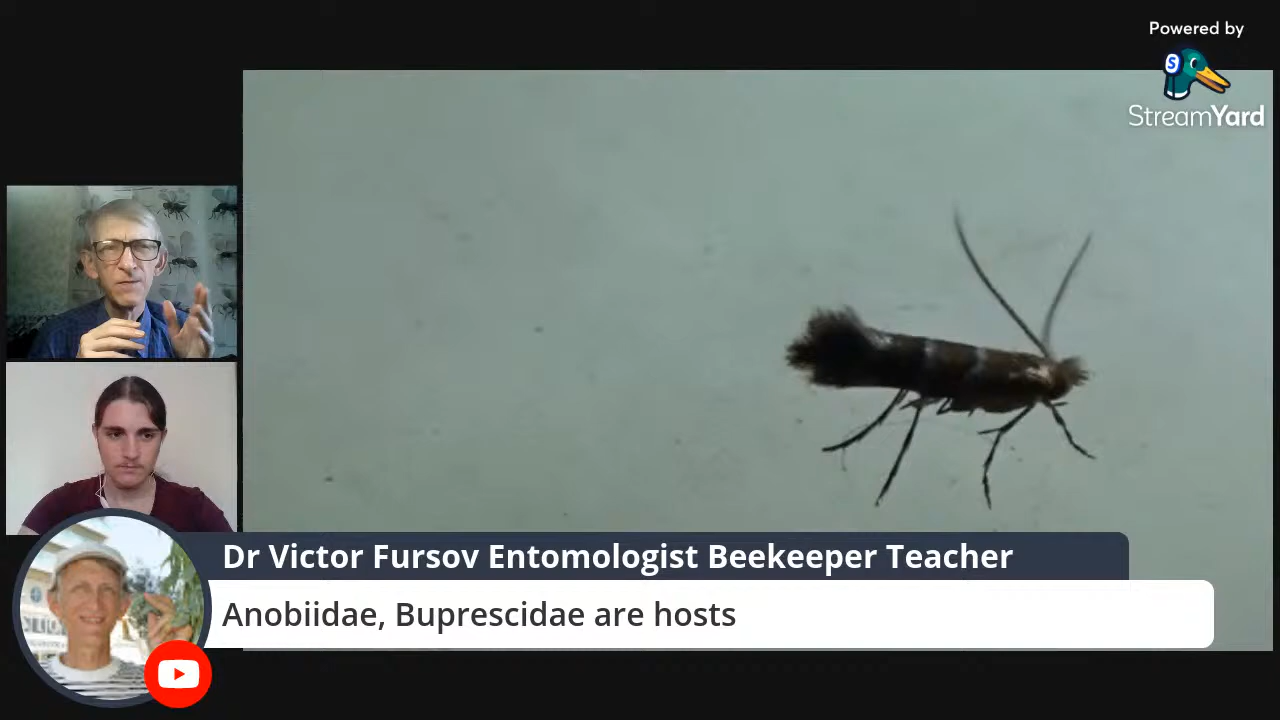 Powered by
StreamYard
Dr Victor Fursov Entomologist Beekeeper Teacher
Anobiidae, Buprescidae are hosts